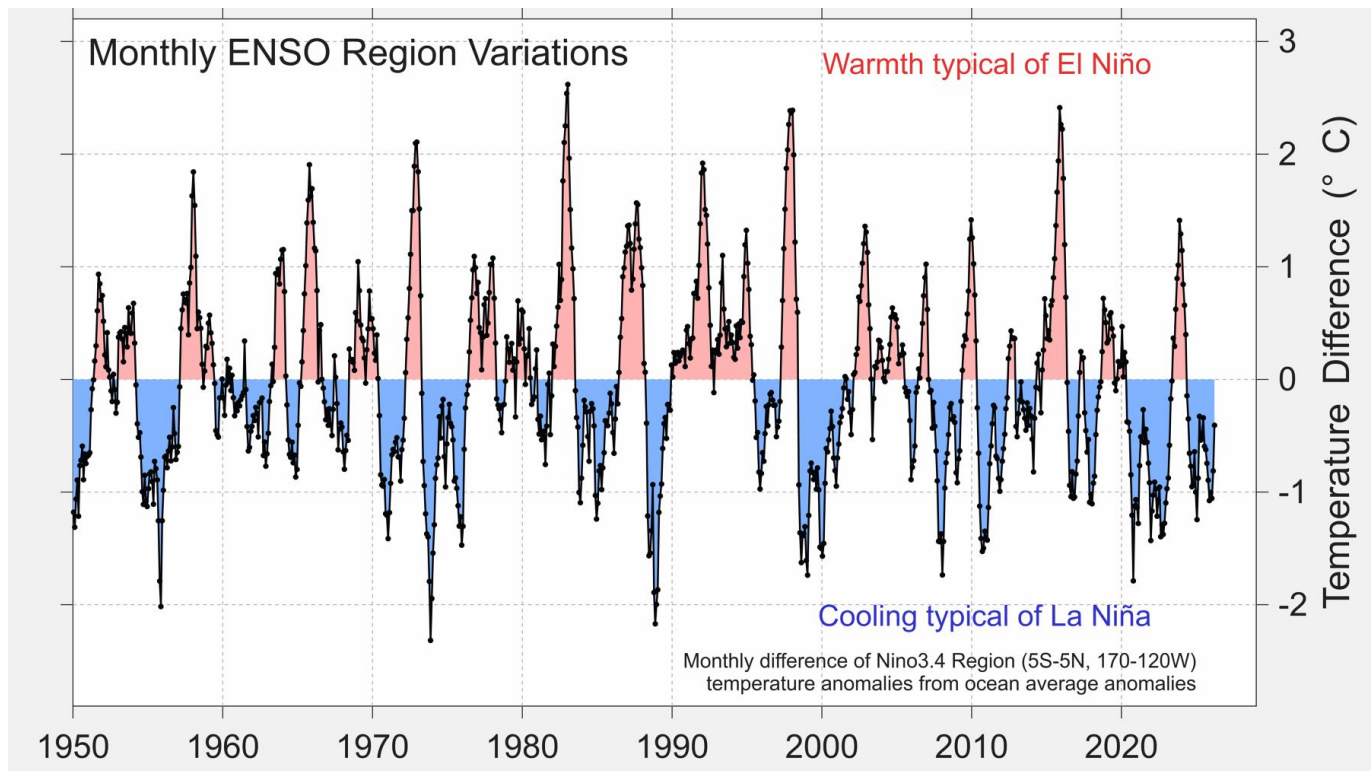 Monthly ENSO Region Variations
Warmth typical of El Niño
3
2
1
0
-1
-2
Temperature Difference (° C)
Cooling typical of La Niña
Monthly difference of Nino3.4 Region (5S-5N, 170-120W)
temperature anomalies from ocean average anomalies
1950 1960 1970 1980 1990 2000 2010 2020